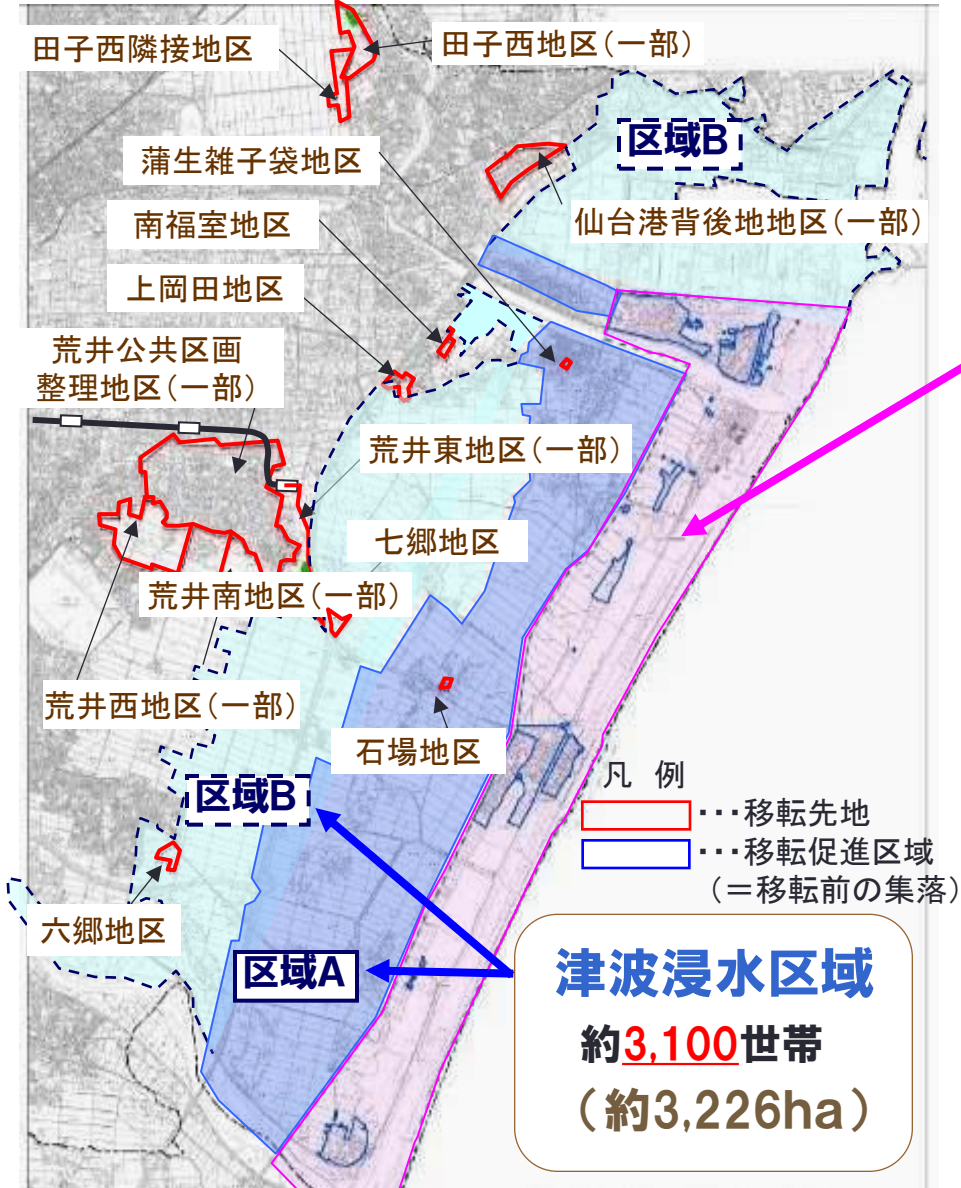 田子西隣接地区
田子西地区(一部)
蒲生雑子袋地区
区域B
仙台港背後地地区(一部)
南福室地区
上岡田地区
荒井公共区画
整理地区(一部)
荒井東地区(一部)
七郷地区
荒井南地区(一部)
荒井西地区(一部)
石場地区
区域B
六郷地区
区域A
凡 例
・・・移転先地
・・・移転促進区域
(=移転前の集落)
津波浸水区域
約3,100世帯
(約3,226ha)